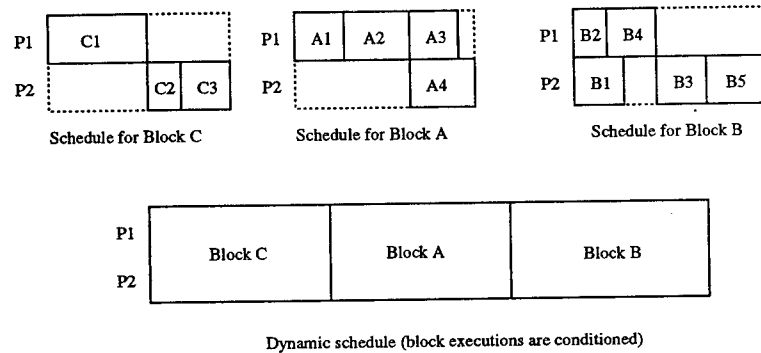 P1 C1
P2 C2 C3
Schedule for Block C
P1 A1 A2 A3
P2 A4
Schedule for Block A
P1 B2 B4
P2 B1 B3 B5
Schedule for Block B
P1
Block C Block A Block B
P2
Dynamic schedule (block executions are conditioned)